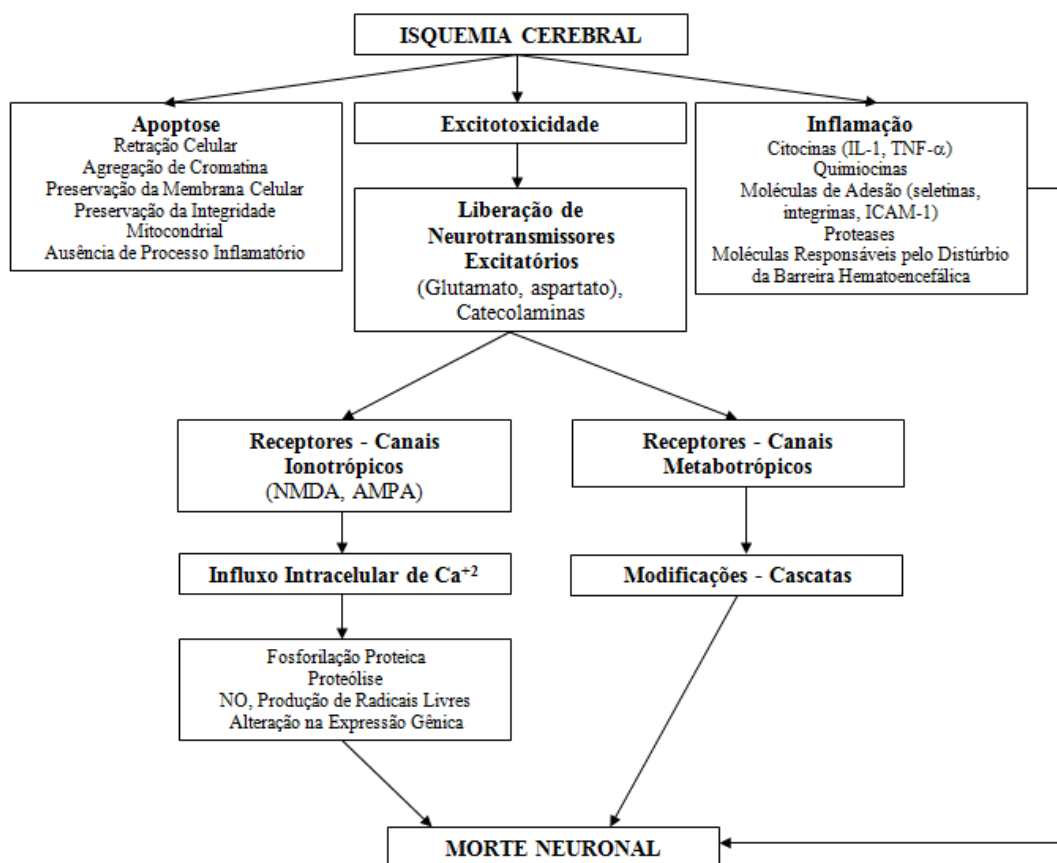 ISQUEMIA CEREBRAL
Apoptose
Retração Celular
Agregação de Cromatina
Preservação da Membrana Celular
Preservação da Integridade
Mitocondrial
Ausência de Processo Inflamatório
Excitotoxicidade
Inflamação
Citocinas (IL-1, TNF-α)
Quimiocinas
Moléculas de Adesão (seletinas,
integrinas, ICAM-1)
Proteases
Moléculas Responsáveis pelo Distúrbio
da Barreira Hematoencefálica
Liberação de
Neurotransmissores
Excitatórios
(Glutamato, aspartato),
Catecolaminas
Receptores - Canais
Ionotrópicos
(NMDA, AMPA)
Receptores - Canais
Metabotrópicos
Influxo Intracelular de Ca⁺²
Modificações - Cascatas
Fosforilação Proteica
Proteólise
NO, Produção de Radicais Livres
Alteração na Expressão Gênica
MORTE NEURONAL